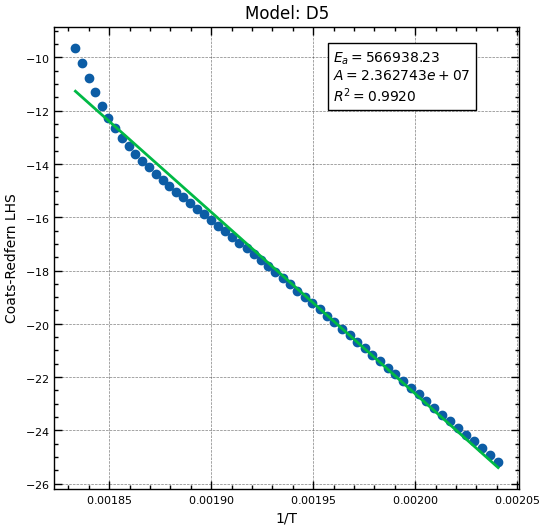 Model: D5
E_a = 566938.23
A = 2.362743e + 07
R² = 0.9920
Coats-Redfern LHS
−10
−12
−14
−16
−18
−20
−22
−24
−26
0.00185 0.00190 0.00195 0.00200 0.00205
1/T